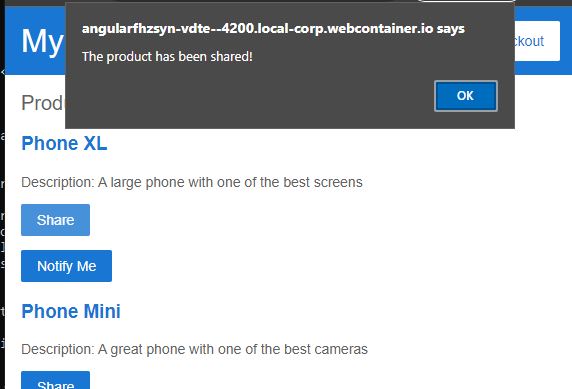 angularfhzsyn-vdte--4200.local-corp.webcontainer.io says
The product has been shared!
OK
My
ckout
Produ
Phone XL
Description: A large phone with one of the best screens
Share
Notify Me
Phone Mini
Description: A great phone with one of the best cameras
Share